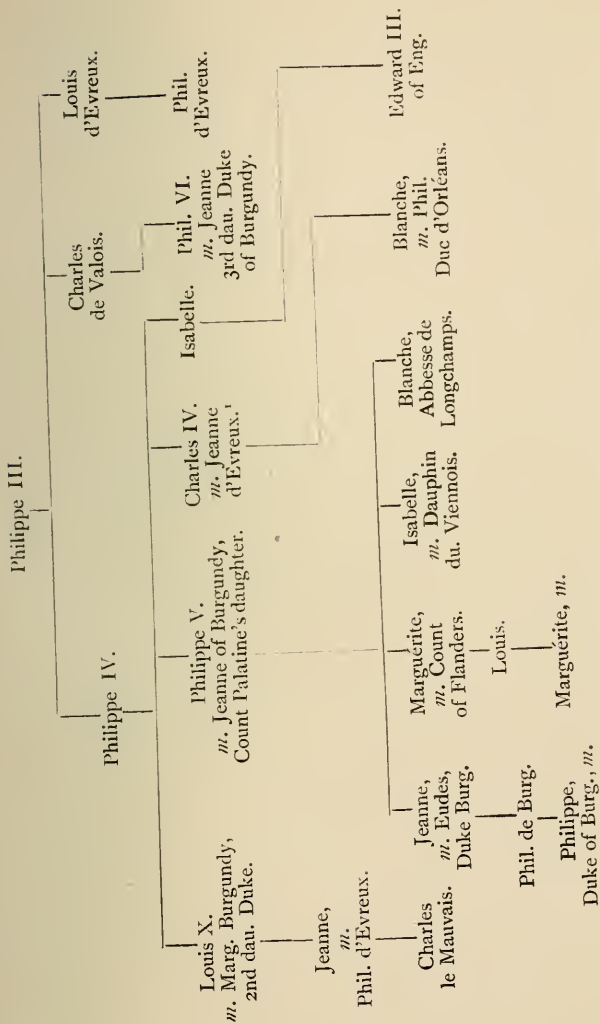 Philippe III.
Philippe IV.
Charles
de Valois.
Louis
d'Evreux.
Louis X.
m. Marg. Burgundy,
2nd dau. Duke.
Philippe V.
m. Jeanne of Burgundy,
Count Palatine's daughter.
Charles IV.
m. Jeanne
d'Evreux.¹
Isabelle.
Phil. VI.
m. Jeanne
3rd dau. Duke
of Burgundy.
Phil.
d'Evreux.
Jeanne,
m.
Phil. d'Evreux.
Charles
le Mauvais.
Jeanne,
m. Eudes,
Duke Burg.
Marguérite,
m. Count
of Flanders.
Isabelle,
m. Dauphin
du. Viennois.
Blanche,
Abbesse de
Longchamps.
Blanche,
m. Phil.
Duc d'Orléans.
Edward III.
of Eng.
Phil. de Burg.
Louis.
Philippe,
Duke of Burg., m.
Marguérite, m.